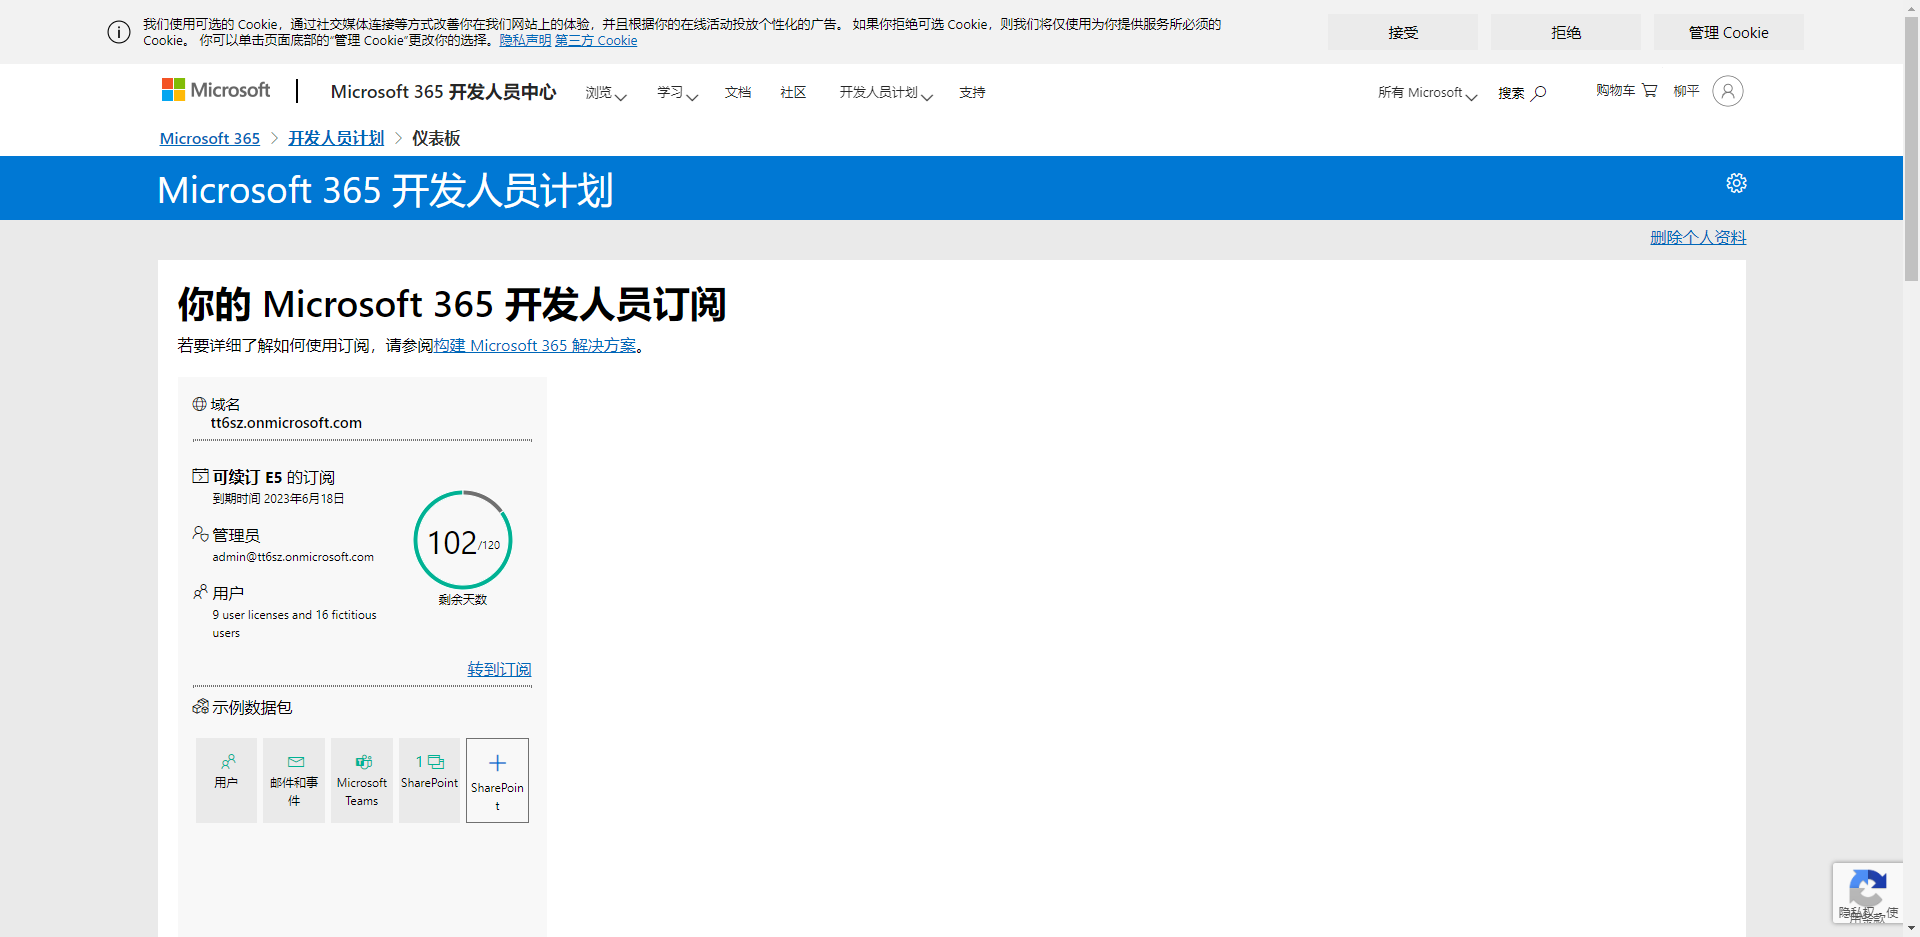 我们使用可选的 Cookie，通过社交媒体连接等方式改善你在我们网站上的体验，并且根据你的在线活动投放个性化的广告。 如果你拒绝可选 Cookie，则我们将仅使用为你提供服务所必须的
Cookie。 你可以单击页面底部的“管理 Cookie”更改你的选择。隐私声明 第三方 Cookie
接受
拒绝
管理 Cookie
Microsoft
Microsoft 365 开发人员中心
浏览
学习
文档
社区
开发人员计划
支持
所有 Microsoft
搜索
购物车
柳平
Microsoft 365 > 开发人员计划 > 仪表板
Microsoft 365 开发人员计划
删除个人资料
你的 Microsoft 365 开发人员订阅
若要详细了解如何使用订阅，请参阅构建 Microsoft 365 解决方案。
域名
tt6sz.onmicrosoft.com
可续订 E5 的订阅
到期时间 2023年6月18日
管理员
admin@tt6sz.onmicrosoft.com
102/120
剩余天数
用户
9 user licenses and 16 fictitious
users
转到订阅
示例数据包
用户
邮件和事
件
Microsoft
Teams
1
SharePoint
SharePoin
t
隐私权 - 使
用条款